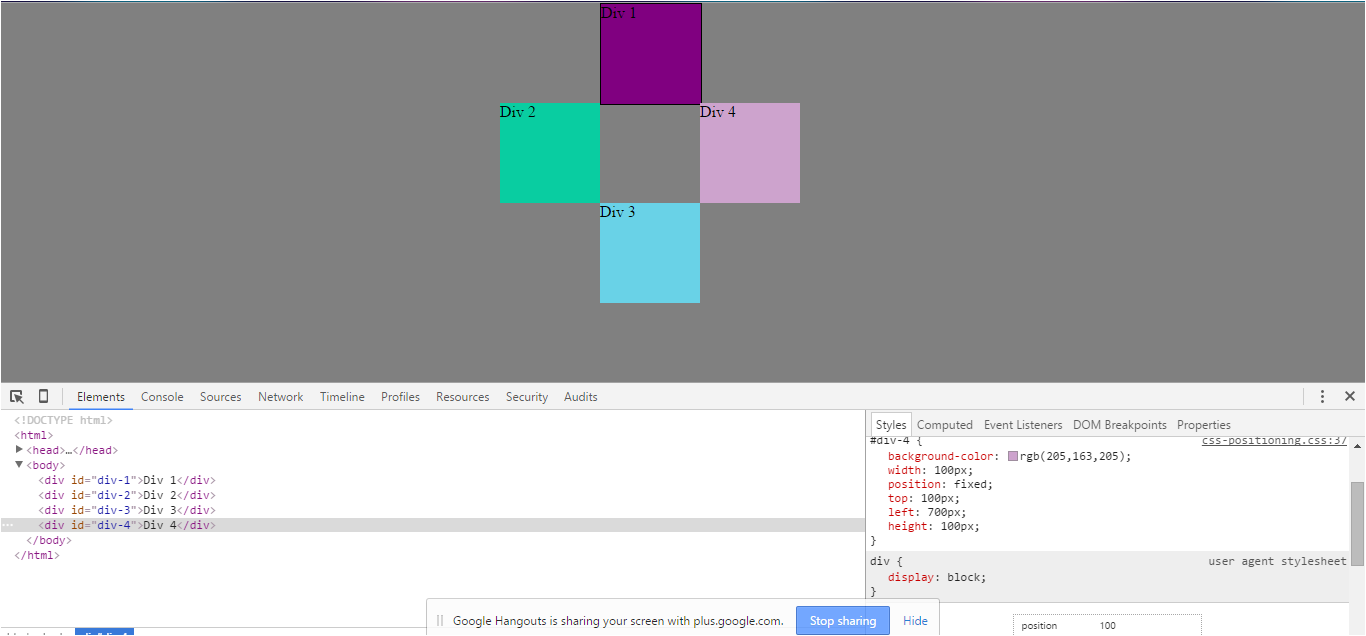 Div 1
Div 2
Div 4
Div 3
Elements Console Sources Network Timeline Profiles Resources Security Audits
<!DOCTYPE html>
<html>
<head>…</head>
<body>
<div id="div-1">Div 1</div>
<div id="div-2">Div 2</div>
<div id="div-3">Div 3</div>
<div id="div-4">Div 4</div>
</body>
</html>
Styles Computed Event Listeners DOM Breakpoints Properties
#div-4 { css-positioning.css:37
background-color: rgb(205,163,205);
width: 100px;
position: fixed;
top: 100px;
left: 700px;
height: 100px;
}
div { user agent stylesheet
display: block;
}
position 100
Google Hangouts is sharing your screen with plus.google.com. Stop sharing Hide